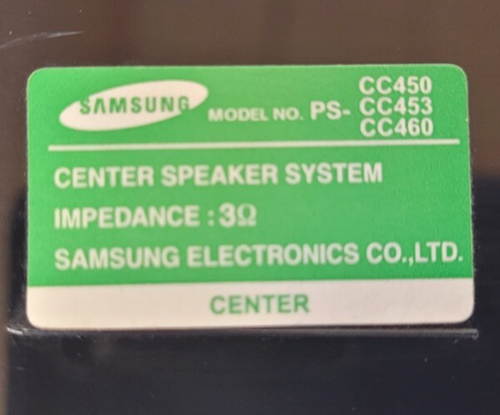 SAMSUNG MODEL NO. PS- CC450
CC453
CC460
CENTER SPEAKER SYSTEM
IMPEDANCE : 3Ω
SAMSUNG ELECTRONICS CO.,LTD.
CENTER